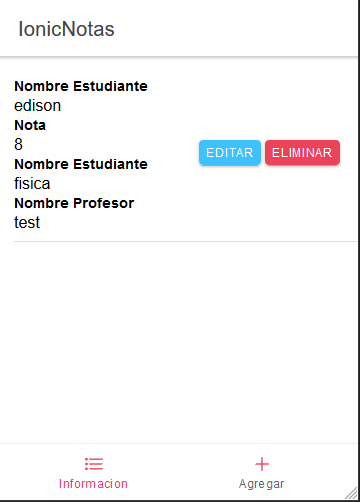 IonicNotas
Nombre Estudiante
edison
Nota
8
Nombre Estudiante
fisica
Nombre Profesor
test
EDITAR ELIMINAR
Informacion Agregar